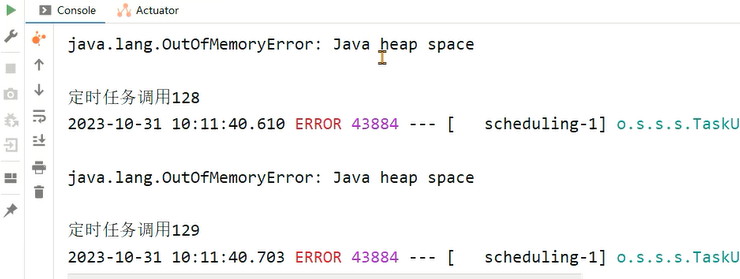 Console Actuator
java.lang.OutOfMemoryError: Java heap space
定时任务调用128
2023-10-31 10:11:40.610 ERROR 43884 --- [   scheduling-1] o.s.s.s.TaskU
java.lang.OutOfMemoryError: Java heap space
定时任务调用129
2023-10-31 10:11:40.703 ERROR 43884 --- [   scheduling-1] o.s.s.s.TaskU